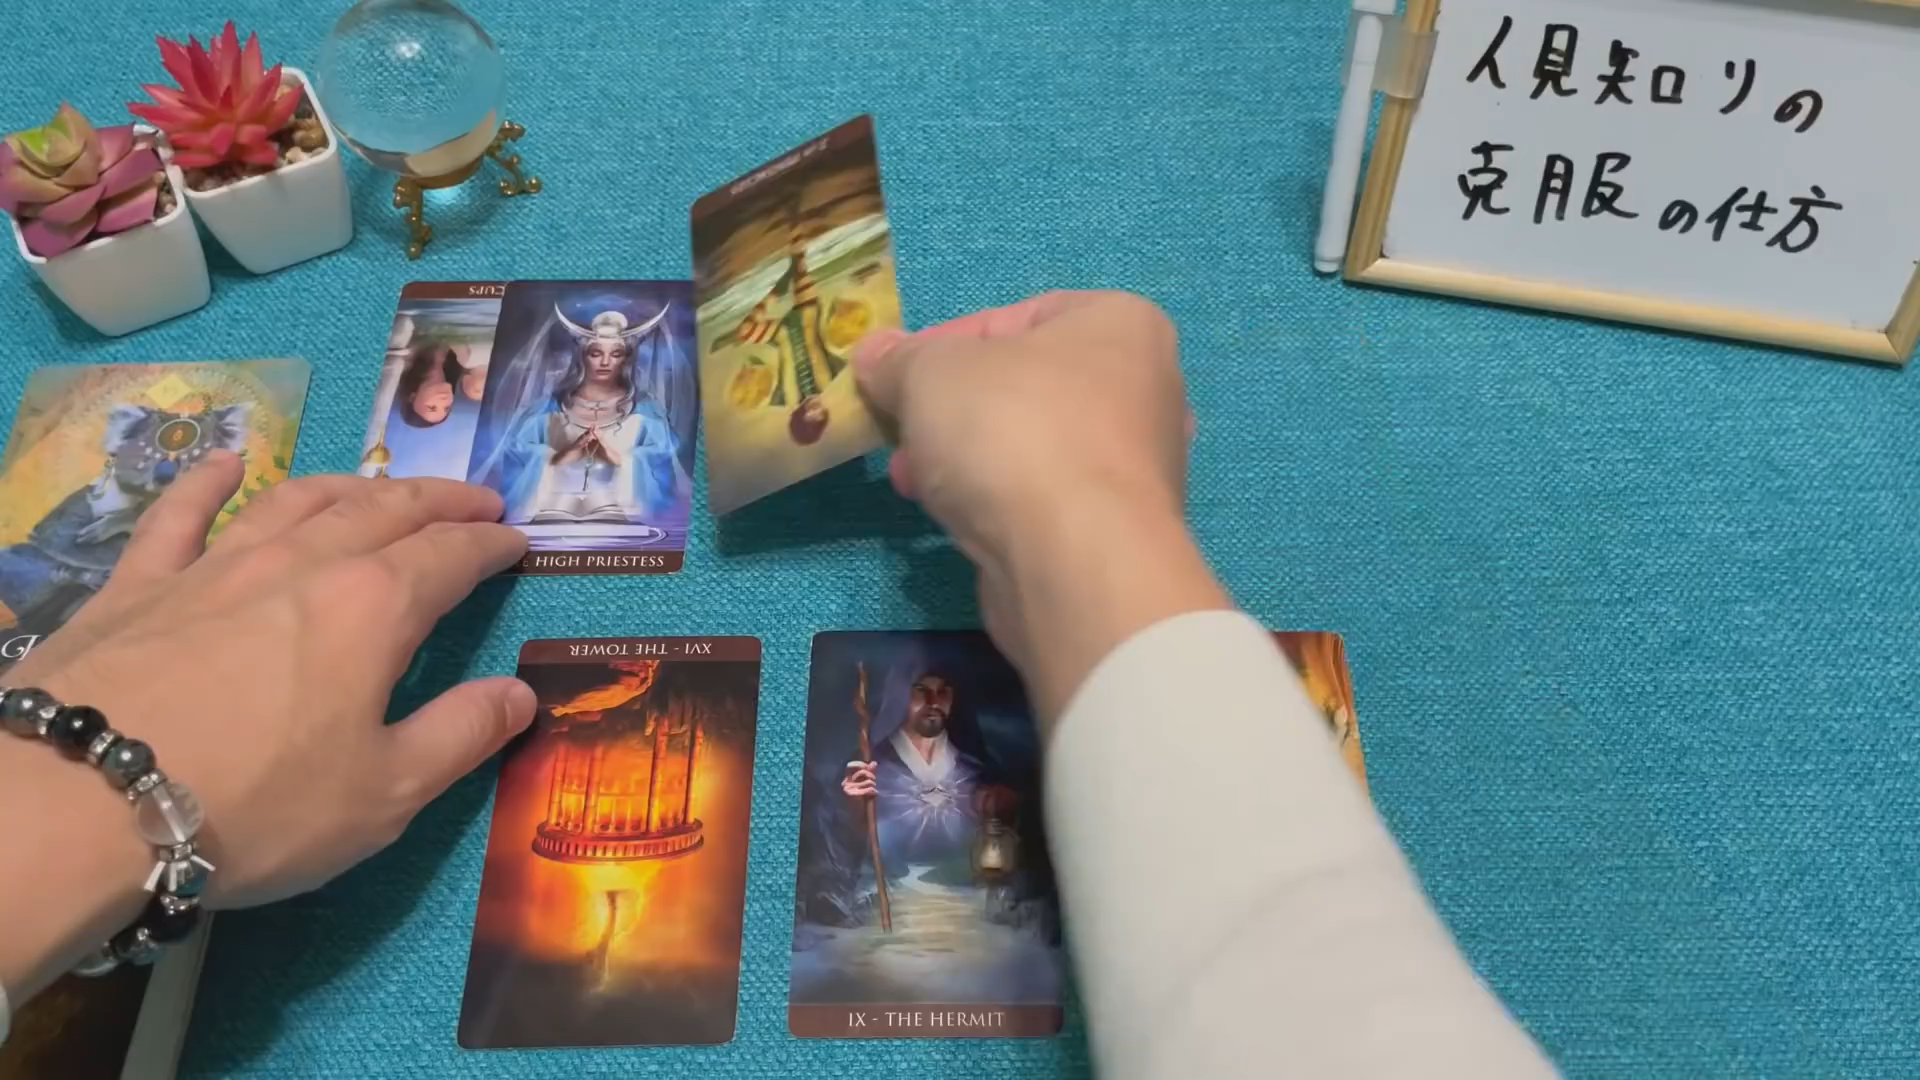 人見知りの
克服の仕方
CUPS
HIGH PRIESTESS
XVI - THE TOWER
IX - THE HERMIT